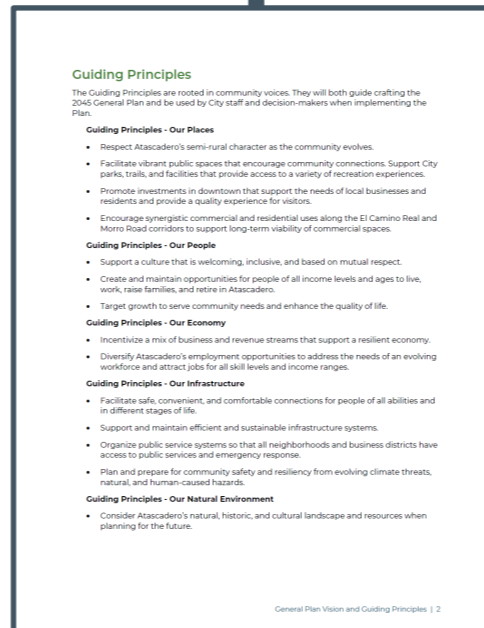 Guiding Principles
The Guiding Principles are rooted in community voices. They will both guide crafting the
2045 General Plan and be used by City staff and decision-makers when implementing the
Plan.
Guiding Principles - Our Places
• Respect Atascadero's semi-rural character as the community evolves.
• Facilitate vibrant public spaces that encourage community connections. Support City
parks, trails, and facilities that provide access to a variety of recreation experiences.
• Promote investments in downtown that support the needs of local businesses and
residents and provide a quality experience for visitors.
• Encourage synergistic commercial and residential uses along the El Camino Real and
Morro Road corridors to support long-term viability of commercial spaces.
Guiding Principles - Our People
• Support a culture that is welcoming, inclusive, and based on mutual respect.
• Create and maintain opportunities for people of all income levels and ages to live,
work, raise families, and retire in Atascadero.
• Target growth to serve community needs and enhance the quality of life.
Guiding Principles - Our Economy
• Incentivize a mix of business and revenue streams that support a resilient economy.
• Diversify Atascadero's employment opportunities to address the needs of an evolving
workforce and attract jobs for all skill levels and income ranges.
Guiding Principles - Our Infrastructure
• Facilitate safe, convenient, and comfortable connections for people of all abilities and
in different stages of life.
• Support and maintain efficient and sustainable infrastructure systems.
• Organize public service systems so that all neighborhoods and business districts have
access to public services and emergency response.
• Plan and prepare for community safety and resiliency from evolving climate threats,
natural, and human-caused hazards.
Guiding Principles - Our Natural Environment
• Consider Atascadero's natural, historic, and cultural landscape and resources when
planning for the future.
General Plan Vision and Guiding Principles | 2